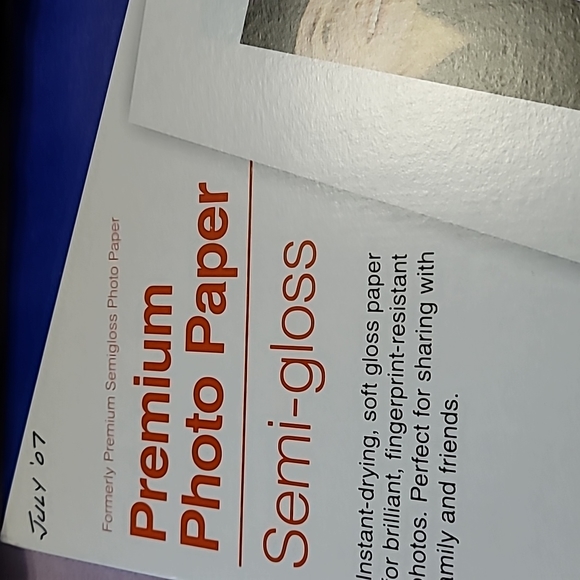 JULY '07
Formerly Premium Semigloss Photo Paper
Premium
Photo Paper
Semi-gloss
Instant-drying, soft gloss paper
for brilliant, fingerprint-resistant
photos. Perfect for sharing with
family and friends.